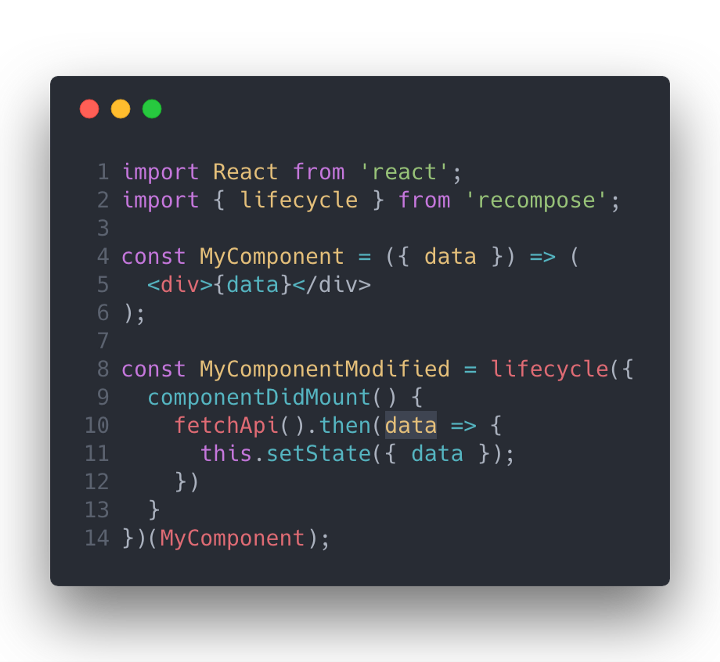 1 import React from 'react';
2 import { lifecycle } from 'recompose';
3
4 const MyComponent = ({ data }) => (
5   <div>{data}</div>
6 );
7
8 const MyComponentModified = lifecycle({
9   componentDidMount() {
10     fetchApi().then(data => {
11       this.setState({ data });
12     })
13   }
14 })(MyComponent);